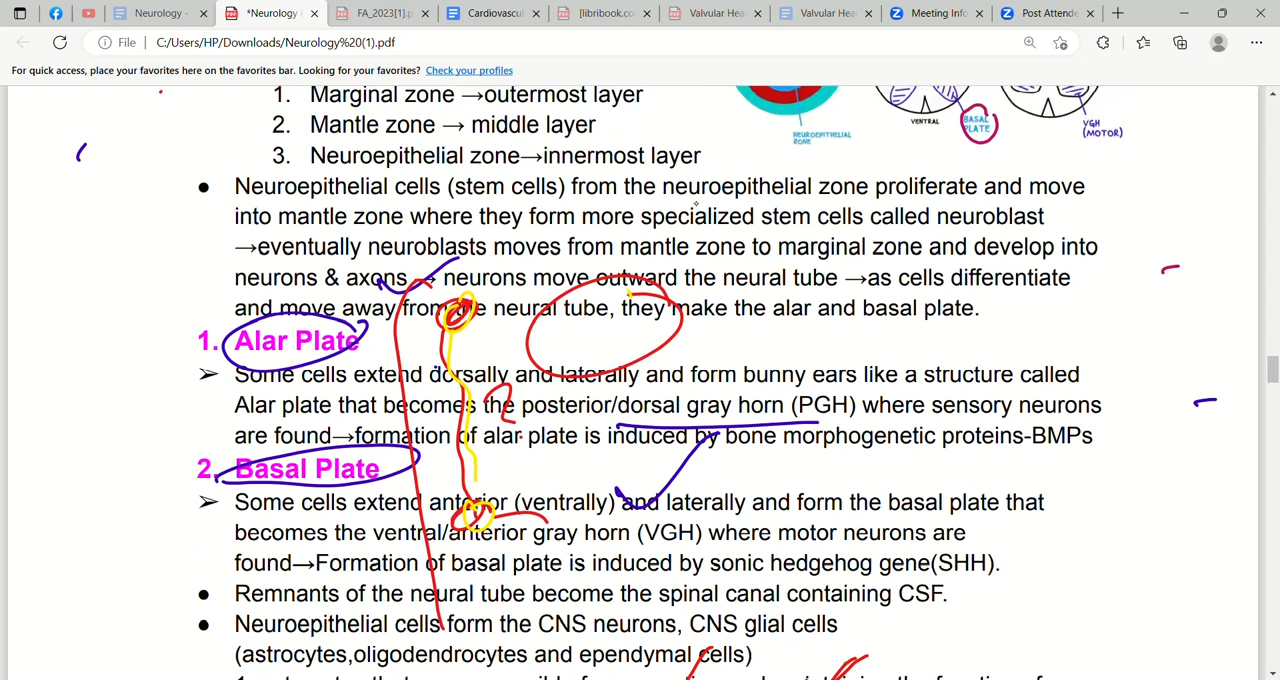 Neurology -
*Neurology (
FA_2023[1].p
Cardiovascul
[libribook.co
Valvular Hea
Valvular Hea
Meeting Info
Post Attende
File
C:/Users/HP/Downloads/Neurology%20(1).pdf
For quick access, place your favorites here on the favorites bar. Looking for your favorites? Check your profiles
1. Marginal zone →outermost layer
2. Mantle zone → middle layer
3. Neuroepithelial zone→innermost layer
NEUROEPITHELIAL
ZONE
VENTRAL
BASAL
PLATE
VGH
(MOTOR)
● Neuroepithelial cells (stem cells) from the neuroepithelial zone proliferate and move
into mantle zone where they form more specialized stem cells called neuroblast
→eventually neuroblasts moves from mantle zone to marginal zone and develop into
neurons & axons → neurons move outward the neural tube →as cells differentiate
and move away from the neural tube, they make the alar and basal plate.
1. Alar Plate
➢ Some cells extend dorsally and laterally and form bunny ears like a structure called
Alar plate that becomes the posterior/dorsal gray horn (PGH) where sensory neurons
are found→formation of alar plate is induced by bone morphogenetic proteins-BMPs
2. Basal Plate
➢ Some cells extend anterior (ventrally) and laterally and form the basal plate that
becomes the ventral/anterior gray horn (VGH) where motor neurons are
found→Formation of basal plate is induced by sonic hedgehog gene(SHH).
● Remnants of the neural tube become the spinal canal containing CSF.
● Neuroepithelial cells form the CNS neurons, CNS glial cells
(astrocytes,oligodendrocytes and ependymal cells)